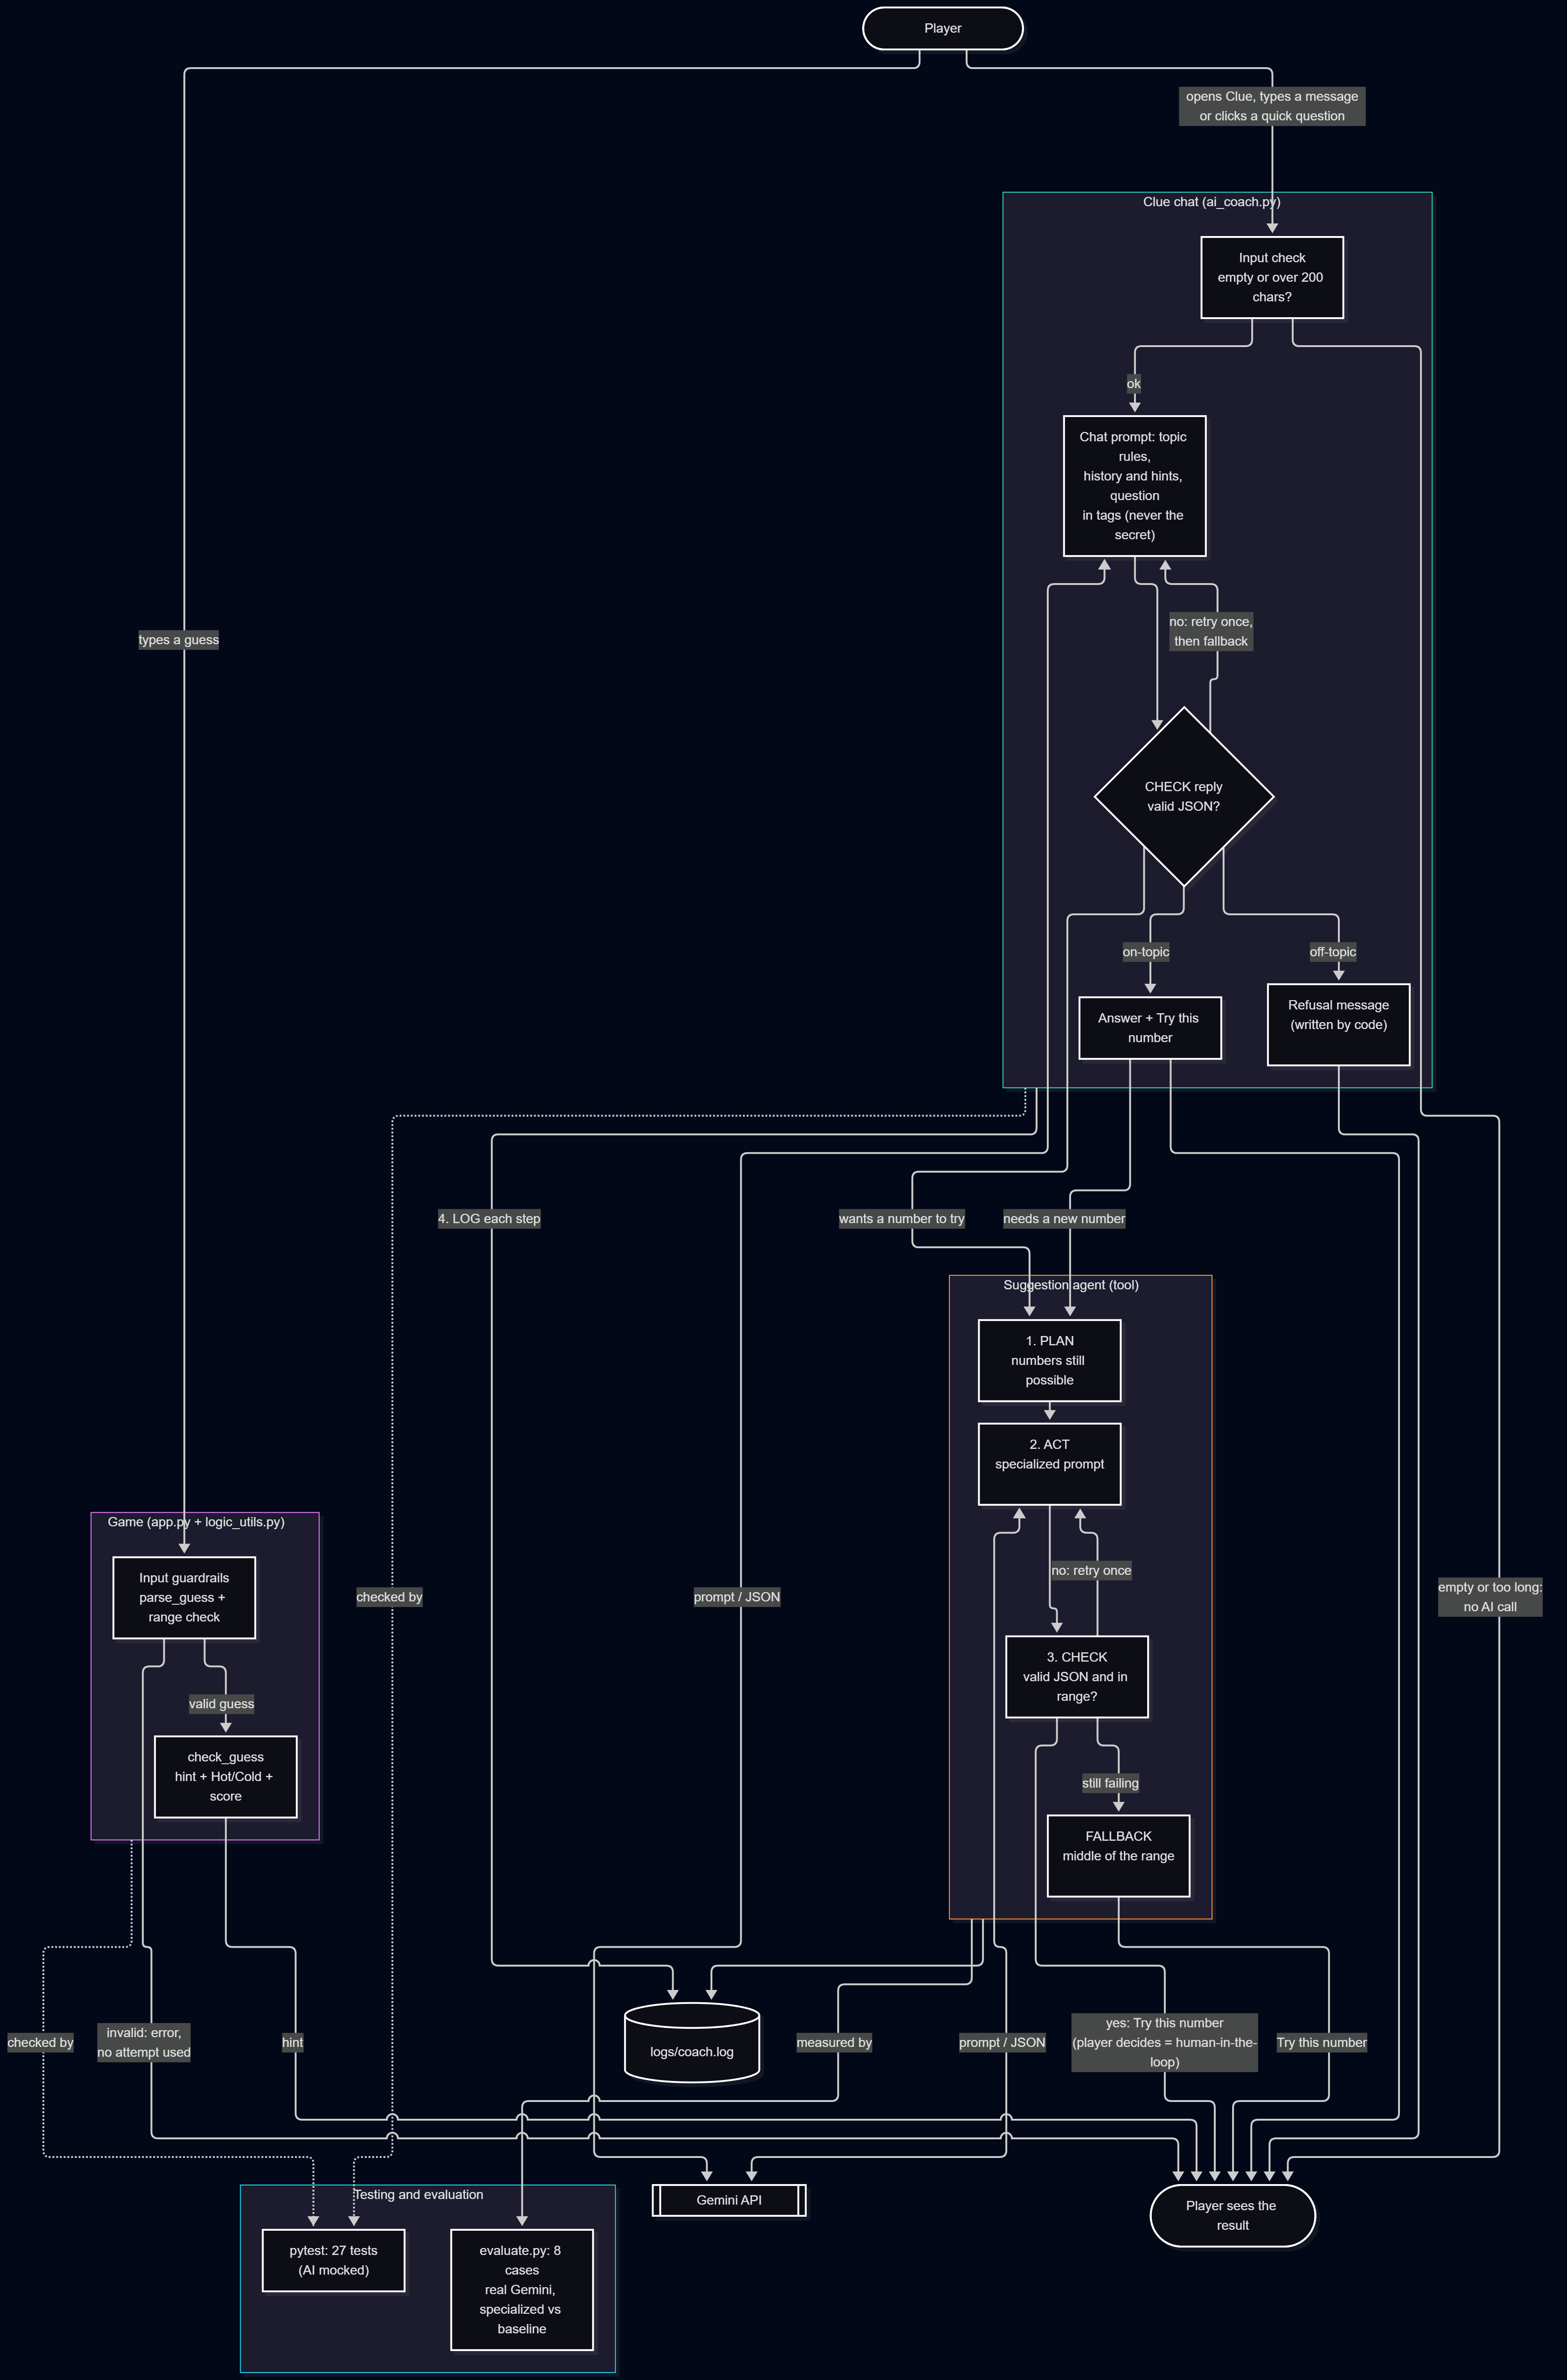 Player
opens Clue, types a message
or clicks a quick question
Clue chat (ai_coach.py)
Input check
empty or over 200
chars?
ok
Chat prompt: topic
rules,
history and hints,
question
in tags (never the
secret)
types a guess
no: retry once,
then fallback
CHECK reply
valid JSON?
on-topic
off-topic
Answer + Try this
number
Refusal message
(written by code)
4. LOG each step
wants a number to try
needs a new number
Suggestion agent (tool)
1. PLAN
numbers still
possible
2. ACT
specialized prompt
Game (app.py + logic_utils.py)
Input guardrails
parse_guess +
range check
checked by
prompt / JSON
no: retry once
empty or too long:
no AI call
3. CHECK
valid JSON and in
range?
valid guess
check_guess
hint + Hot/Cold +
score
still failing
FALLBACK
middle of the range
checked by
invalid: error,
no attempt used
hint
logs/coach.log
measured by
prompt / JSON
yes: Try this number
(player decides = human-in-the-
loop)
Try this number
Testing and evaluation
pytest: 27 tests
(AI mocked)
evaluate.py: 8
cases
real Gemini,
specialized vs
baseline
Gemini API
Player sees the
result